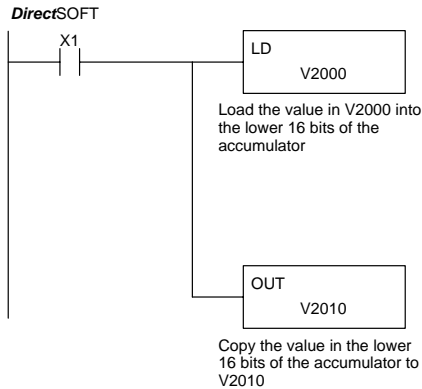 DirectSOFT
X1
LD
V2000
Load the value in V2000 into
the lower 16 bits of the
accumulator
OUT
V2010
Copy the value in the lower
16 bits of the accumulator to
V2010